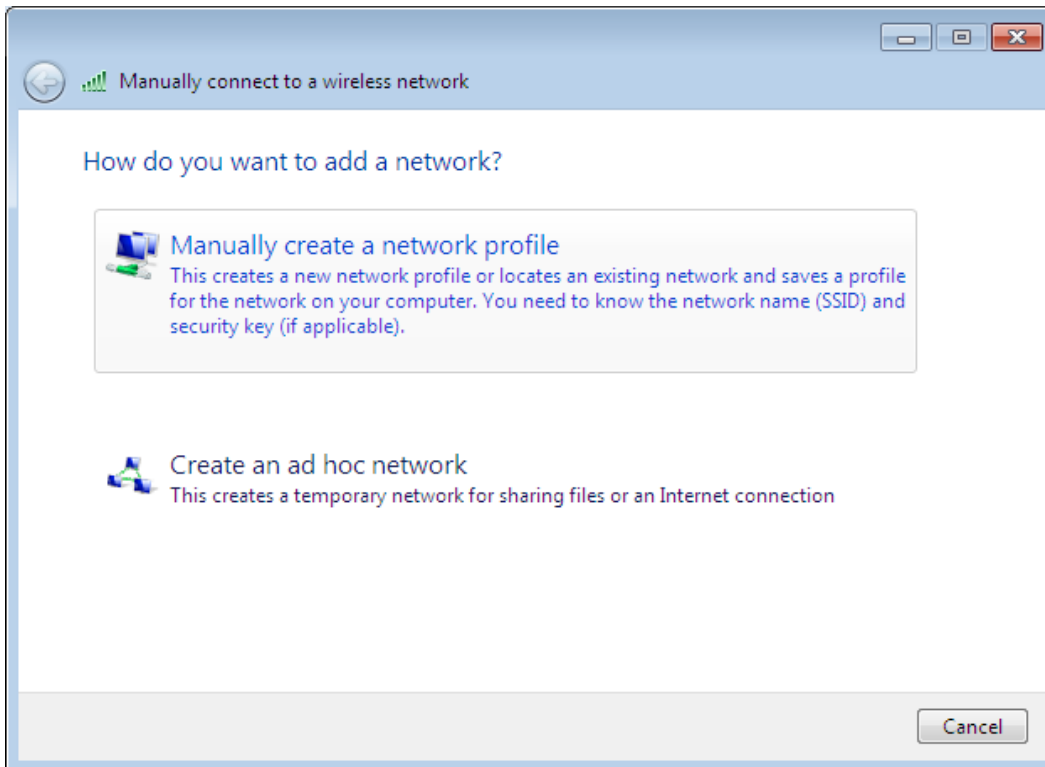 Manually connect to a wireless network
How do you want to add a network?
Manually create a network profile
This creates a new network profile or locates an existing network and saves a profile
for the network on your computer. You need to know the network name (SSID) and
security key (if applicable).
Create an ad hoc network
This creates a temporary network for sharing files or an Internet connection
Cancel